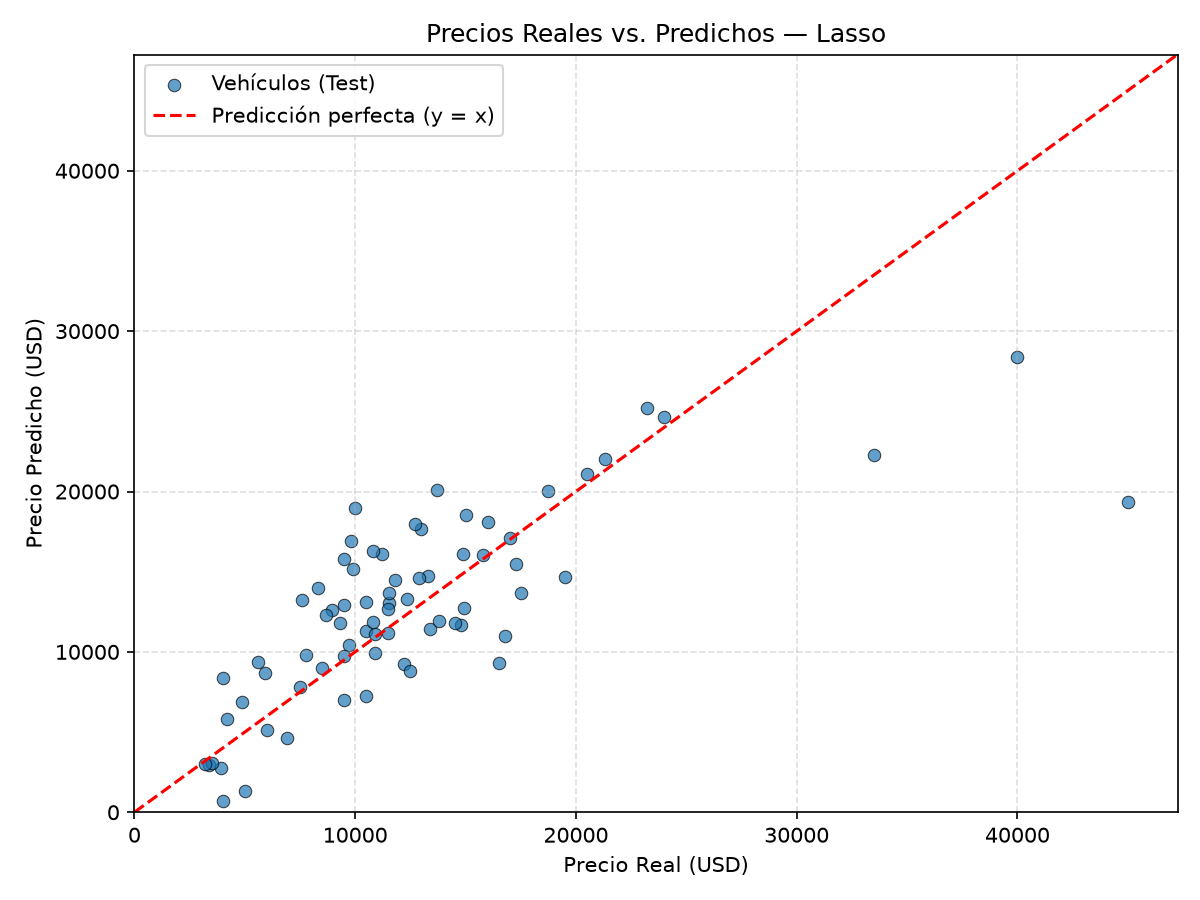 Precios Reales vs. Predichos — Lasso
Vehículos (Test)
Predicción perfecta (y = x)
Precio Predicho (USD)
40000
30000
20000
10000
0
0 10000 20000 30000 40000
Precio Real (USD)